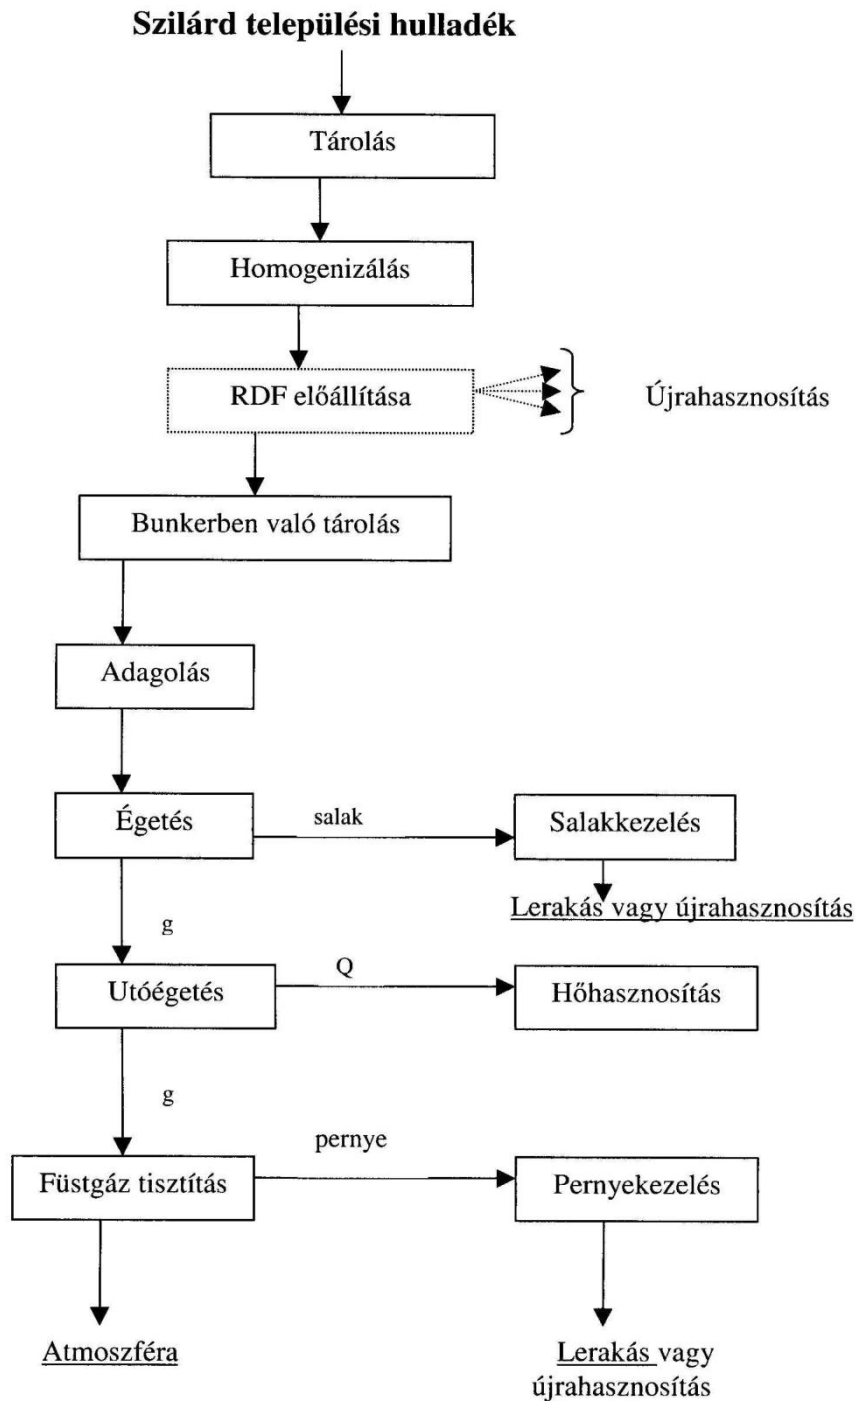 Szilárd települési hulladék
Tárolás
Homogenizálás
RDF előállítása
Újrahasznosítás
Bunkerben való tárolás
Adagolás
Égetés
salak
Salakkezelés
Lerakás vagy újrahasznosítás
g
Utóégetés
Q
Hőhasznosítás
g
Füstgáz tisztítás
pernye
Pernyekezelés
Atmoszféra
Lerakás vagy
újrahasznosítás